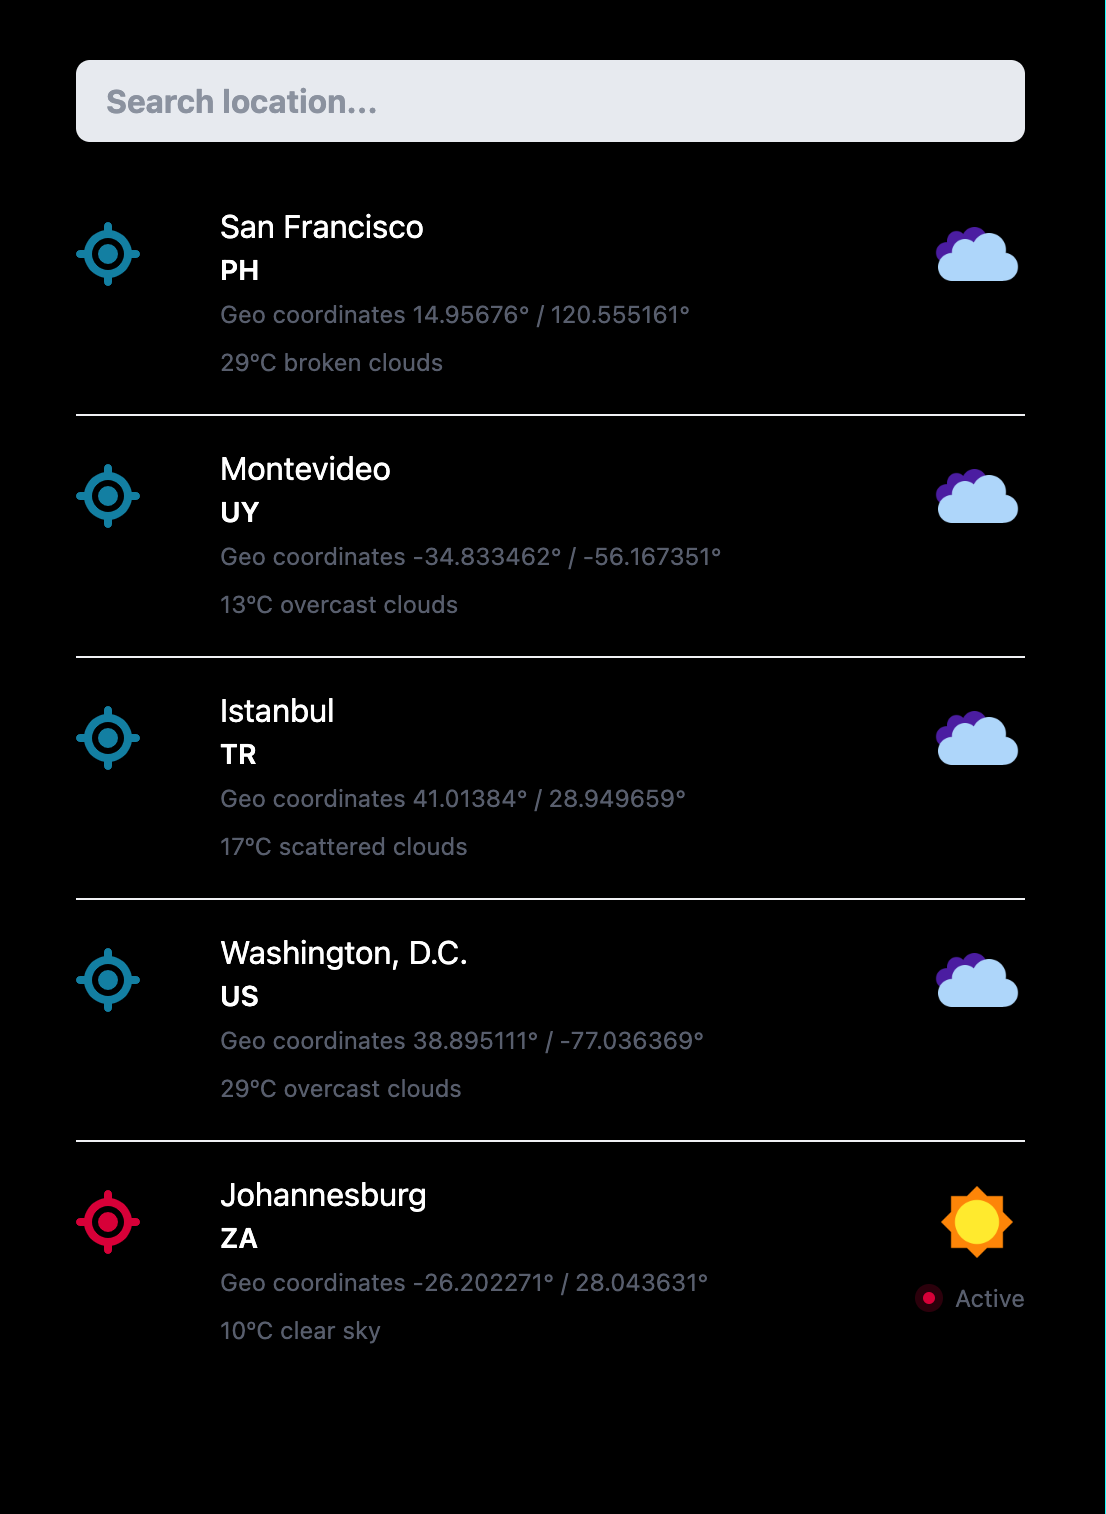 Search location...
San Francisco
PH
Geo coordinates 14.95676° / 120.555161°
29°C broken clouds
Montevideo
UY
Geo coordinates -34.833462° / -56.167351°
13°C overcast clouds
Istanbul
TR
Geo coordinates 41.01384° / 28.949659°
17°C scattered clouds
Washington, D.C.
US
Geo coordinates 38.895111° / -77.036369°
29°C overcast clouds
Johannesburg
ZA
Geo coordinates -26.202271° / 28.043631°
Active
10°C clear sky